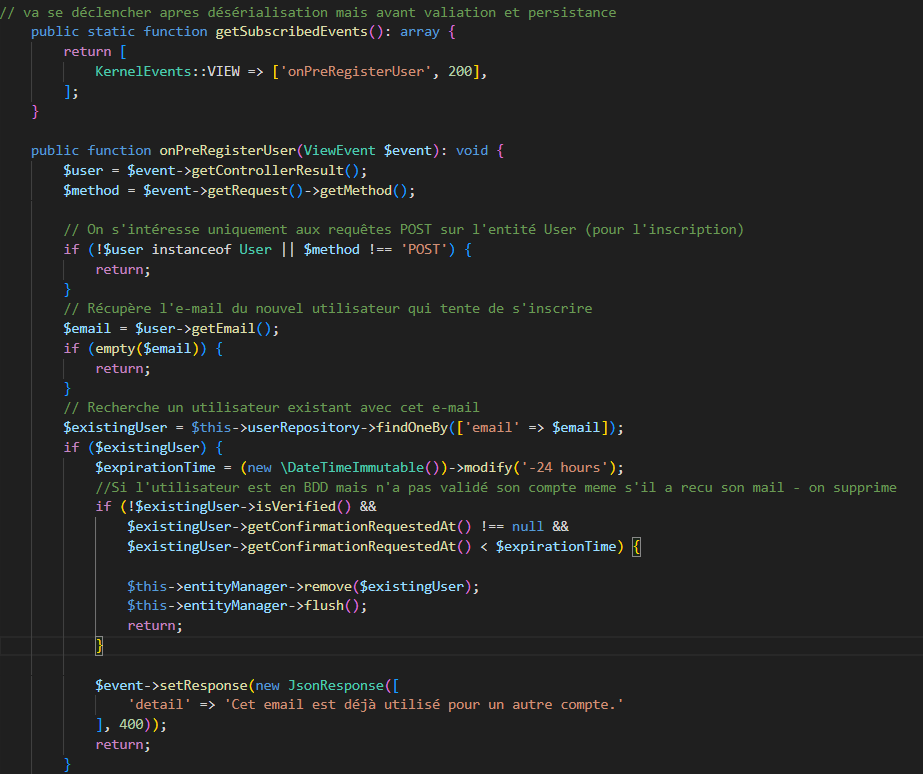 // va se déclencher apres désérialisation mais avant valiation et persistance
public static function getSubscribedEvents(): array {
return [
KernelEvents::VIEW => ['onPreRegisterUser', 200],
];
}
public function onPreRegisterUser(ViewEvent $event): void {
$user = $event->getControllerResult();
$method = $event->getRequest()->getMethod();
// On s'intéresse uniquement aux requêtes POST sur l'entité User (pour l'inscription)
if (!$user instanceof User || $method !== 'POST') {
return;
}
// Récupère l'e-mail du nouvel utilisateur qui tente de s'inscrire
$email = $user->getEmail();
if (empty($email)) {
return;
}
// Recherche un utilisateur existant avec cet e-mail
$existingUser = $this->userRepository->findOneBy(['email' => $email]);
if ($existingUser) {
$expirationTime = (new \DateTimeImmutable())->modify('-24 hours');
//Si l'utilisateur est en BDD mais n'a pas validé son compte meme s'il a recu son mail - on supprime
if (!$existingUser->isVerified() &&
$existingUser->getConfirmationRequestedAt() !== null &&
$existingUser->getConfirmationRequestedAt() < $expirationTime) {
$this->entityManager->remove($existingUser);
$this->entityManager->flush();
return;
}
$event->setResponse(new JsonResponse([
'detail' => 'Cet email est déjà utilisé pour un autre compte.'
], 400));
return;
}